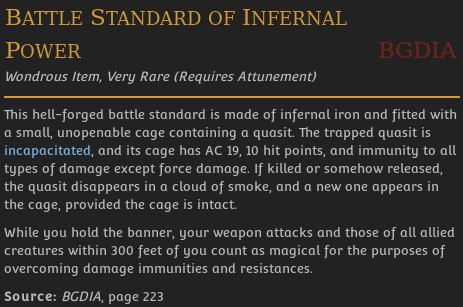 BATTLE STANDARD OF INFERNAL
POWER BGDIA
Wondrous Item, Very Rare (Requires Attunement)
This hell-forged battle standard is made of infernal iron and fitted with
a small, unopenable cage containing a quasit. The trapped quasit is
incapacitated, and its cage has AC 19, 10 hit points, and immunity to all
types of damage except force damage. If killed or somehow released,
the quasit disappears in a cloud of smoke, and a new one appears in
the cage, provided the cage is intact.
While you hold the banner, your weapon attacks and those of all allied
creatures within 300 feet of you count as magical for the purposes of
overcoming damage immunities and resistances.
Source: BGDIA, page 223